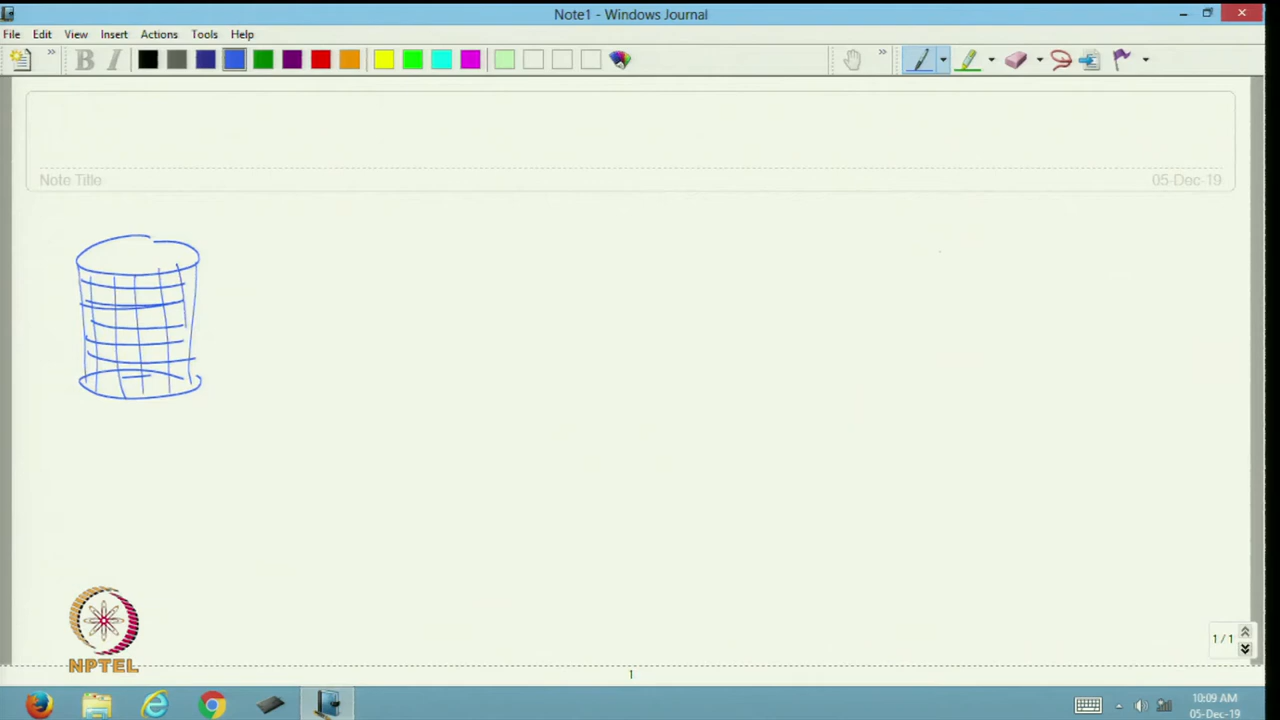 Note1 - Windows Journal
File Edit View Insert Actions Tools Help
B I
Note Title
05-Dec-19
NPTEL
1 / 1
1
10:09 AM
05-Dec-19